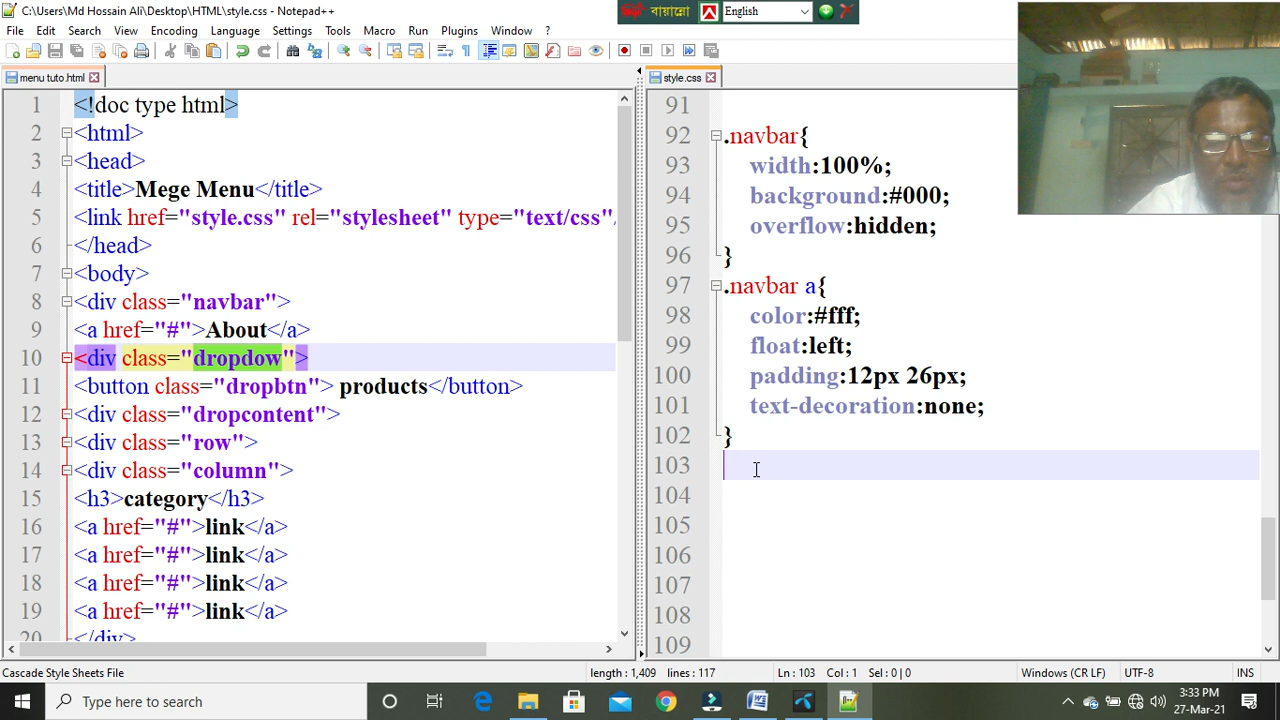 C:\Users\Md Hossain Ali\Desktop\HTML\style.css - Notepad++
বায়ান্নো
English
File Edit Search View Encoding Language Settings Tools Macro Run Plugins Window ?
menu tuto.html
1 <!doc type html>
2 <html>
3 <head>
4 <title>Mege Menu</title>
5 <link href="style.css" rel="stylesheet" type="text/css"
6 </head>
7 <body>
8 <div class="navbar">
9 <a href="#">About</a>
10 <div class="dropdow">
11 <button class="dropbtn"> products</button>
12 <div class="dropcontent">
13 <div class="row">
14 <div class="column">
15 <h3>category</h3>
16 <a href="#">link</a>
17 <a href="#">link</a>
18 <a href="#">link</a>
19 <a href="#">link</a>
20 </div>
style.css
91
92 .navbar{
93 width:100%;
94 background:#000;
95 overflow:hidden;
96 }
97 .navbar a{
98 color:#fff;
99 float:left;
100 padding:12px 26px;
101 text-decoration:none;
102 }
103
104
105
106
107
108
109
Cascade Style Sheets File
length : 1,409 lines : 117
Ln : 103 Col : 1 Sel : 0 | 0
Windows (CR LF)
UTF-8
INS
Type here to search
3:33 PM
27-Mar-21